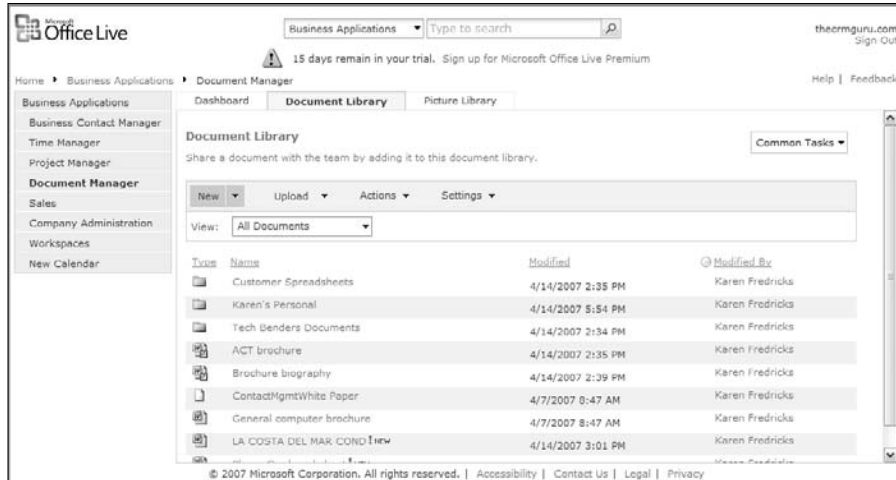 Microsoft
Office Live
Business Applications Type to search
thecrmguru.com
Sign Out
15 days remain in your trial. Sign up for Microsoft Office Live Premium
Home Business Applications Document Manager
Help | Feedback
Business Applications
Business Contact Manager
Time Manager
Project Manager
Document Manager
Sales
Company Administration
Workspaces
New Calendar
Dashboard Document Library Picture Library
Document Library
Common Tasks
Share a document with the team by adding it to this document library.
New Upload Actions Settings
View: All Documents
Type Name Modified Modified By
Customer Spreadsheets 4/14/2007 2:35 PM Karen Fredricks
Karen's Personal 4/14/2007 5:54 PM Karen Fredricks
Tech Benders Documents 4/14/2007 2:34 PM Karen Fredricks
ACT brochure 4/14/2007 2:35 PM Karen Fredricks
Brochure biography 4/14/2007 2:39 PM Karen Fredricks
ContactMgmtWhite Paper 4/7/2007 8:47 AM Karen Fredricks
General computer brochure 4/7/2007 8:47 AM Karen Fredricks
LA COSTA DEL MAR COND ! NEW 4/14/2007 3:01 PM Karen Fredricks
© 2007 Microsoft Corporation. All rights reserved. | Accessibility | Contact Us | Legal | Privacy